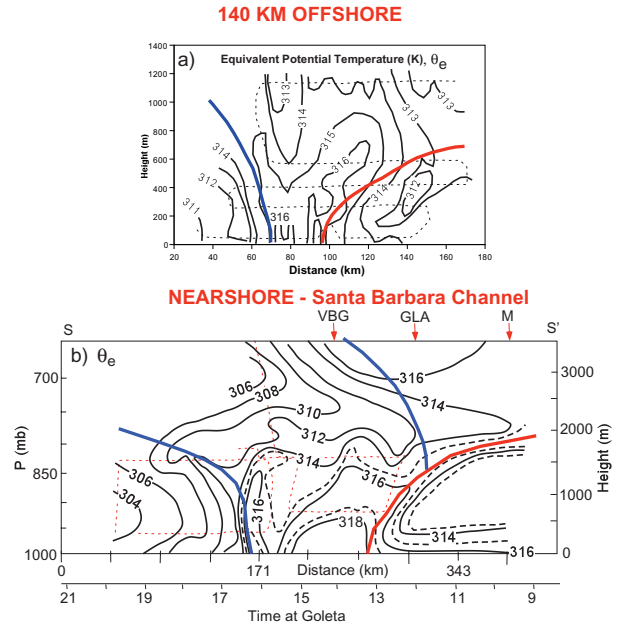 140 KM OFFSHORE
a) Equivalent Potential Temperature (K), θe
Height (m)
1400
1200
1000
800
600
400
200
0
313
314
315
313
313
316
314
312
311
314
312
316
20 40 60 80 100 120 140 160 180
Distance (km)
NEARSHORE - Santa Barbara Channel
VBG GLA M
S S'
b) θe
P (mb)
700
850
1000
Height (m)
3000
2000
1000
0
306
308
310
312
314
316
314
316
306
304
316
318
314
316
0 171 Distance (km) 343
21 19 17 15 13 12 11 9
Time at Goleta